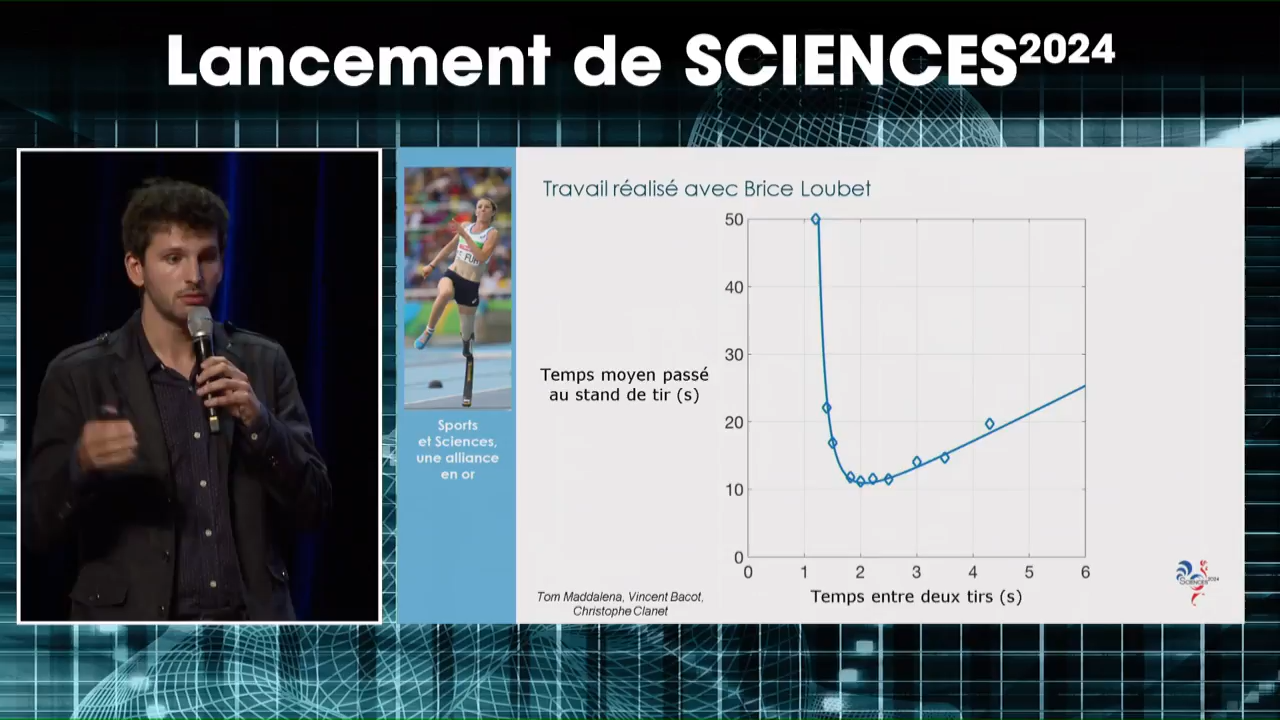 Lancement de SCIENCES²⁰²⁴
Travail réalisé avec Brice Loubet
50
40
30
20
10
0
Temps moyen passé
au stand de tir (s)
0 1 2 3 4 5 6
Temps entre deux tirs (s)
Sports
et Sciences,
une alliance
en or
Tom Maddalena, Vincent Bacot,
Christophe Clanet
SCIENCES 2024